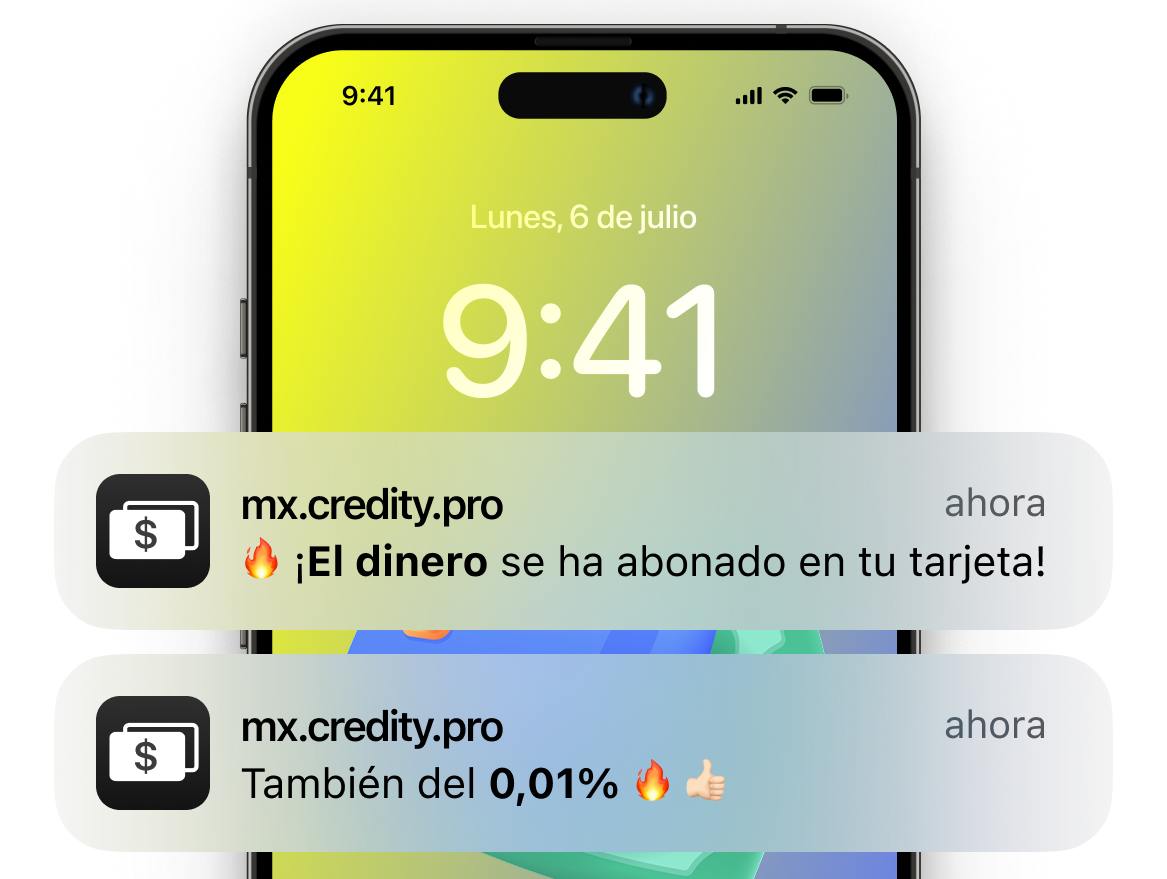 9:41
Lunes, 6 de julio
9:41
$
mx.credity.pro ahora
🔥 ¡El dinero se ha abonado en tu tarjeta!
$
mx.credity.pro ahora
También del 0,01% 🔥 👍🏻